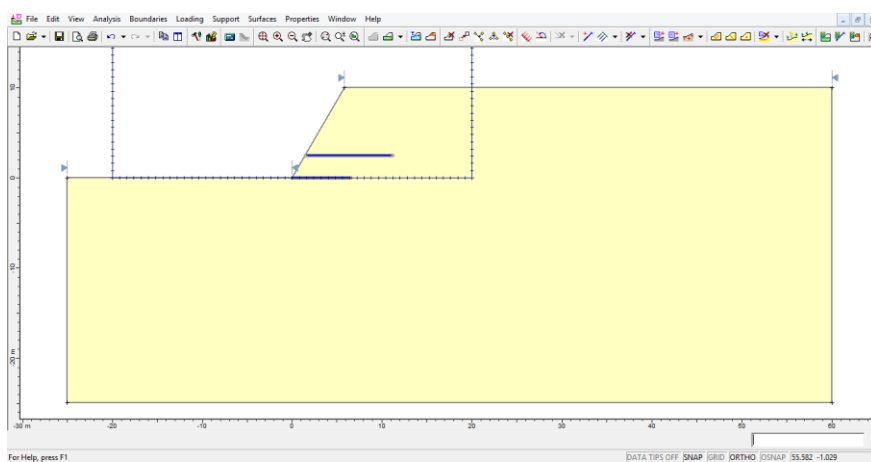 File Edit View Analysis Boundaries Loading Support Surfaces Properties Window Help
10
0
-10
-20 m
-30 m -20 -10 0 10 20 30 40 50 60
For Help, press F1 DATA TIPS OFF SNAP GRID ORTHO OSNAP 55.582 -1.029